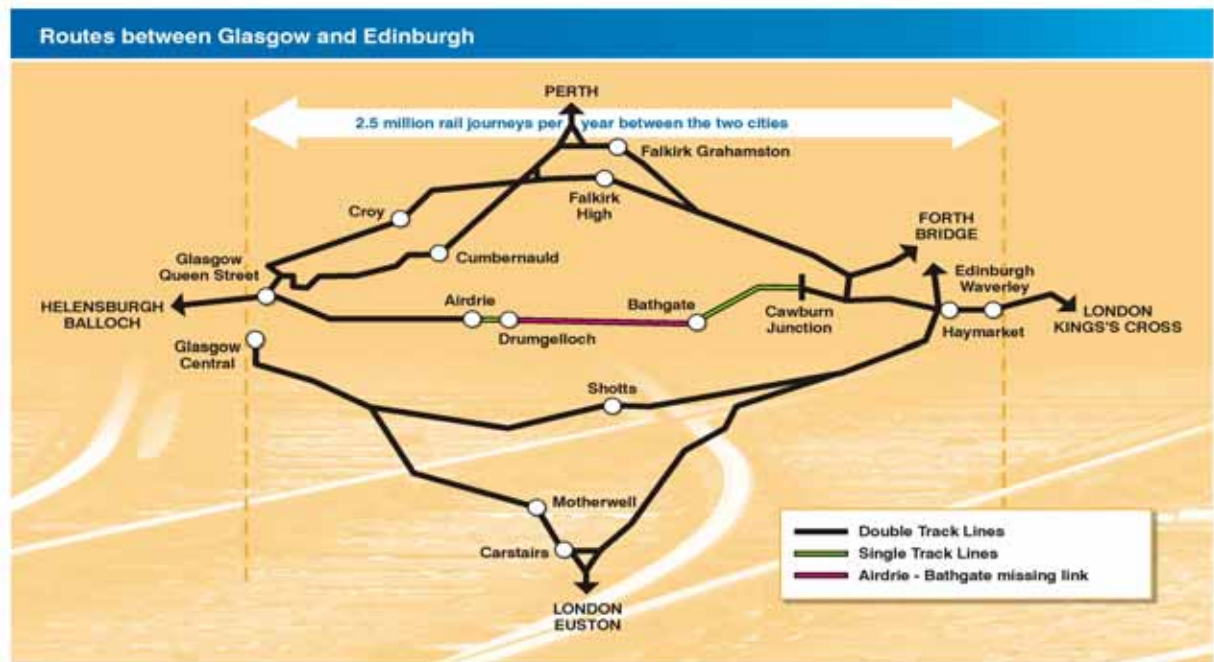 Routes between Glasgow and Edinburgh
PERTH
2.5 million rail journeys per year between the two cities
Falkirk Grahamston
Falkirk
High
Croy
FORTH
BRIDGE
Glasgow
Queen Street
Cumbernauld
Edinburgh
Waverley
HELENSBURGH
BALLOCH
Airdrie
Bathgate
Cawburn
Junction
LONDON
KINGS'S CROSS
Drumgelloch
Haymarket
Glasgow
Central
Shotts
Motherwell
Carstairs
LONDON
EUSTON
Double Track Lines
Single Track Lines
Airdrie - Bathgate missing link